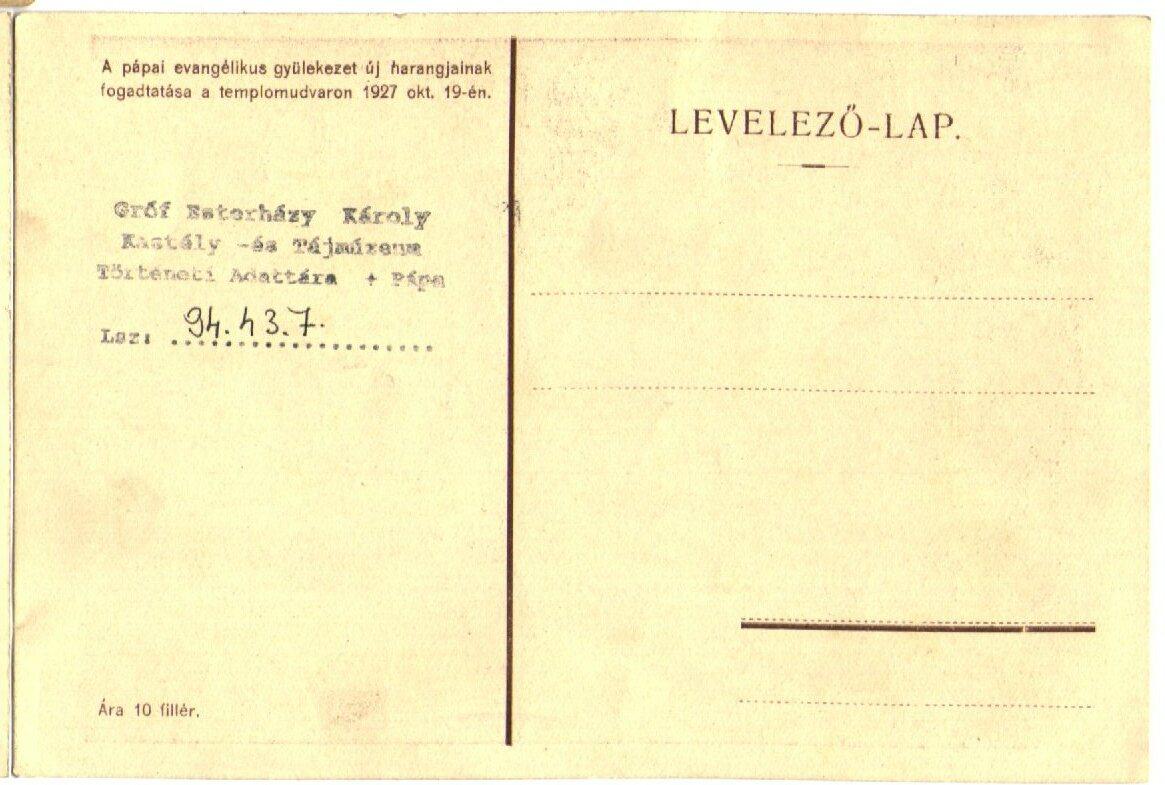 A pápai evangélikus gyülekezet új harangjainak
fogadtatása a templomudvaron 1927 okt. 19-én.
LEVELEZŐ-LAP.
Gróf Esterházy Károly
Kastély -és Tájmúzeum
Történeti Adattára + Pápa
Lsz: 94.43.7.
Ára 10 fillér.